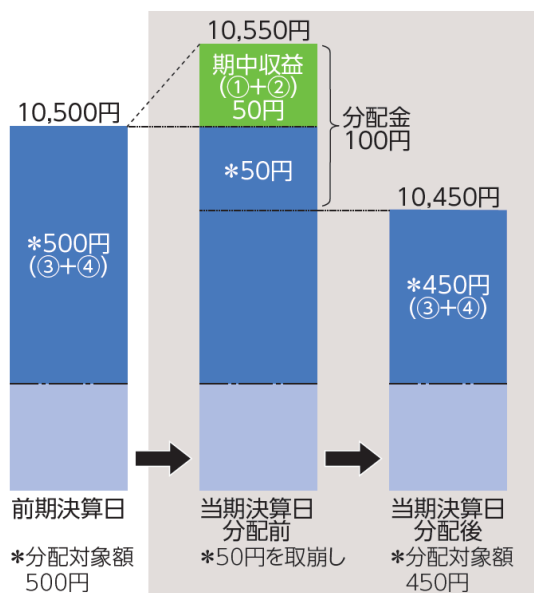 10,500円
*500円
(③+④)
前期決算日
*分配対象額
500円
10,550円
期中収益
(①+②)
50円
*50円
分配金
100円
当期決算日
分配前
*50円を取崩し
10,450円
*450円
(③+④)
当期決算日
分配後
*分配対象額
450円